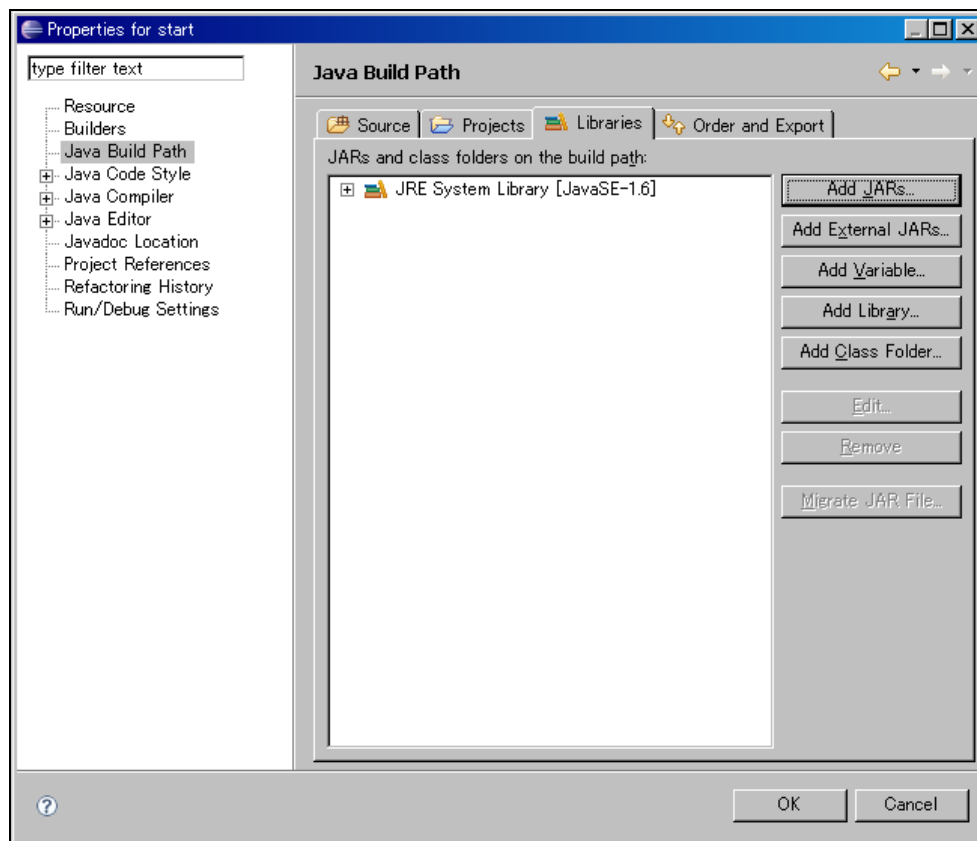 Properties for start
type filter text
Resource
Builders
Java Build Path
Java Code Style
Java Compiler
Java Editor
Javadoc Location
Project References
Refactoring History
Run/Debug Settings
Java Build Path
Source Projects Libraries Order and Export
JARs and class folders on the build path:
JRE System Library [JavaSE-1.6]
Add JARs...
Add External JARs...
Add Variable...
Add Library...
Add Class Folder...
Edit...
Remove
Migrate JAR File...
?
OK Cancel